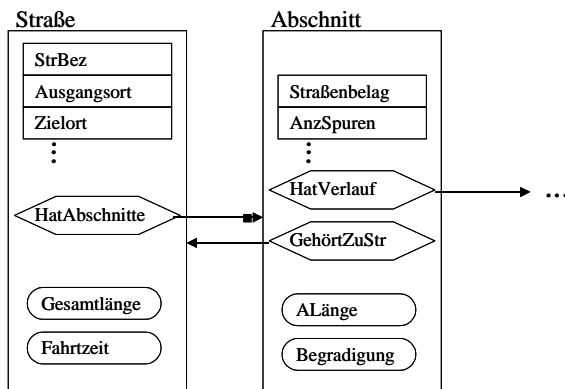 Straße
StrBez
Ausgangsort
Zielort
HatAbschnitte
Gesamtlänge
Fahrtzeit
Abschnitt
Straßenbelag
AnzSpuren
HatVerlauf
GehörtZuStr
ALänge
Begradigung
...